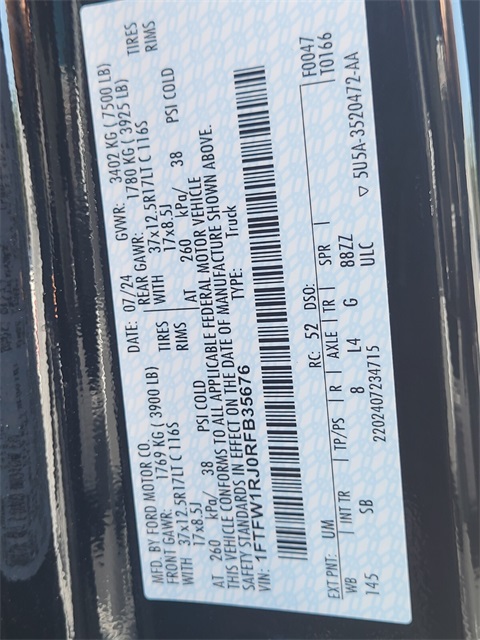 MFD. BY FORD MOTOR CO. DATE: 07/24 GVWR: 3402 KG ( 7500 LB)
FRONT GAWR: 1769 KG ( 3900 LB) REAR GAWR: 1780 KG ( 3925 LB)
WITH 37x12.5R17LT C 116S TIRES WITH 37x12.5R17LT C 116S TIRES
17x8.5J RIMS 17x8.5J RIMS
AT 260 kPa/ 38 PSI COLD AT 260 kPa/ 38 PSI COLD
THIS VEHICLE CONFORMS TO ALL APPLICABLE FEDERAL MOTOR VEHICLE
SAFETY STANDARDS IN EFFECT ON THE DATE OF MANUFACTURE SHOWN ABOVE.
VIN: 1FTFW1RJ0RFB35676 TYPE: Truck
F0047
T0166
EXT PNT: UM RC: 52 DSO:
WB INT TR TP/PS R AXLE TR SPR
145 SB 8 L4 G 88ZZ
2202407234715 ULC
▽ 5U5A-3520472-AA